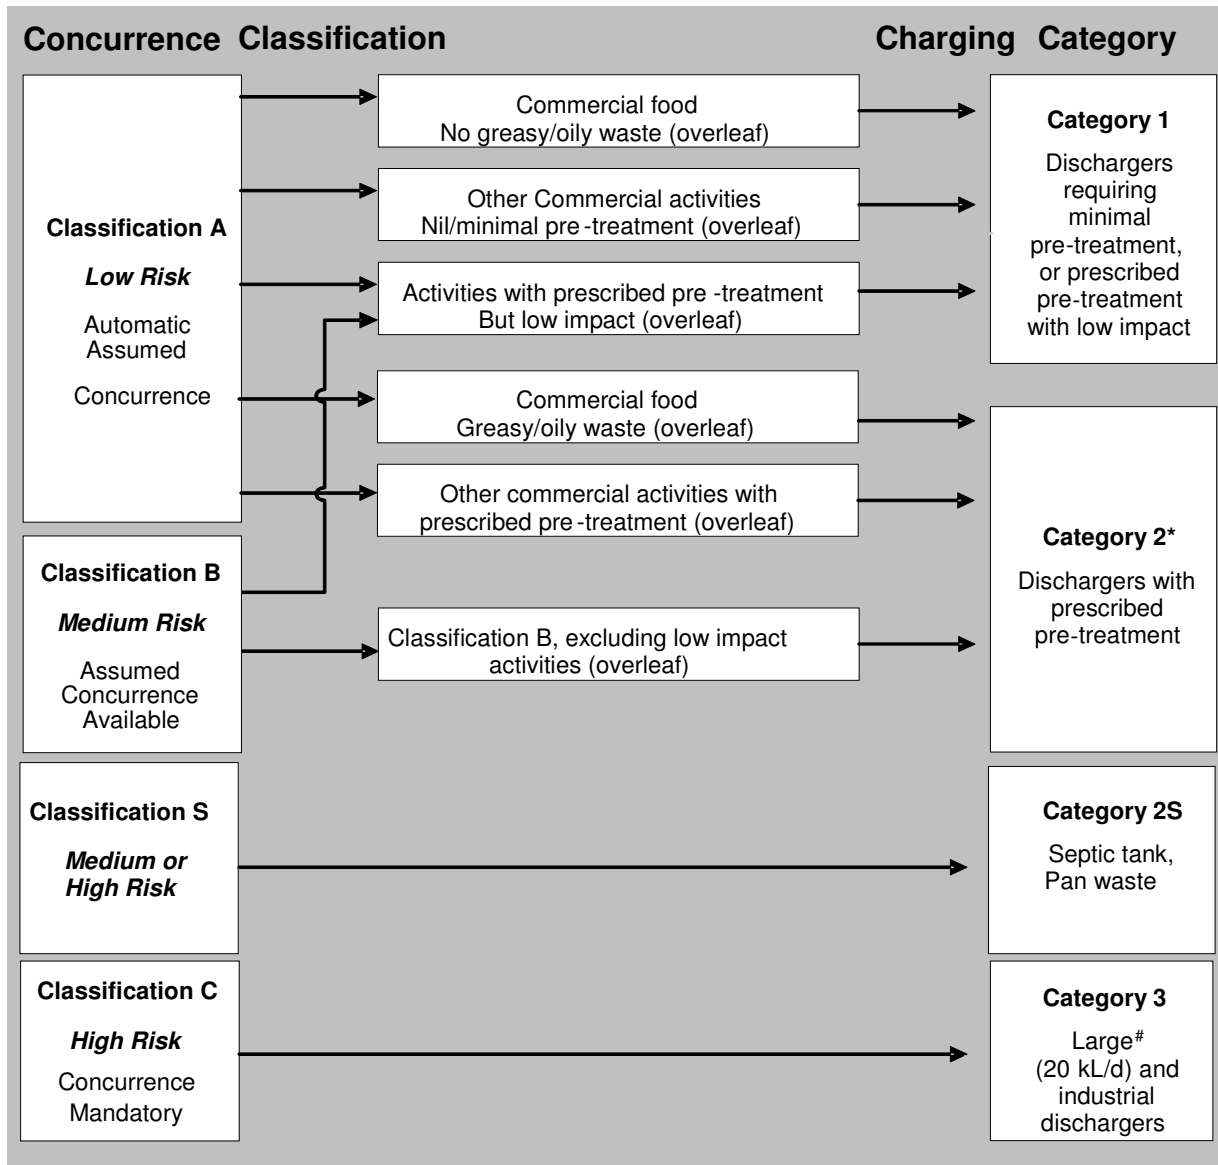 Concurrence Classification
Charging Category
Classification A
Low Risk
Automatic
Assumed
Concurrence
Classification B
Medium Risk
Assumed
Concurrence
Available
Classification S
Medium or
High Risk
Classification C
High Risk
Concurrence
Mandatory
Commercial food
No greasy/oily waste (overleaf)
Other Commercial activities
Nil/minimal pre-treatment (overleaf)
Activities with prescribed pre-treatment
But low impact (overleaf)
Commercial food
Greasy/oily waste (overleaf)
Other commercial activities with
prescribed pre-treatment (overleaf)
Classification B, excluding low impact
activities (overleaf)
Category 1
Dischargers
requiring
minimal
pre-treatment,
or prescribed
pre-treatment
with low impact
Category 2*
Dischargers with
prescribed
pre-treatment
Category 2S
Septic tank,
Pan waste
Category 3
Large#
(20 kL/d) and
industrial
dischargers